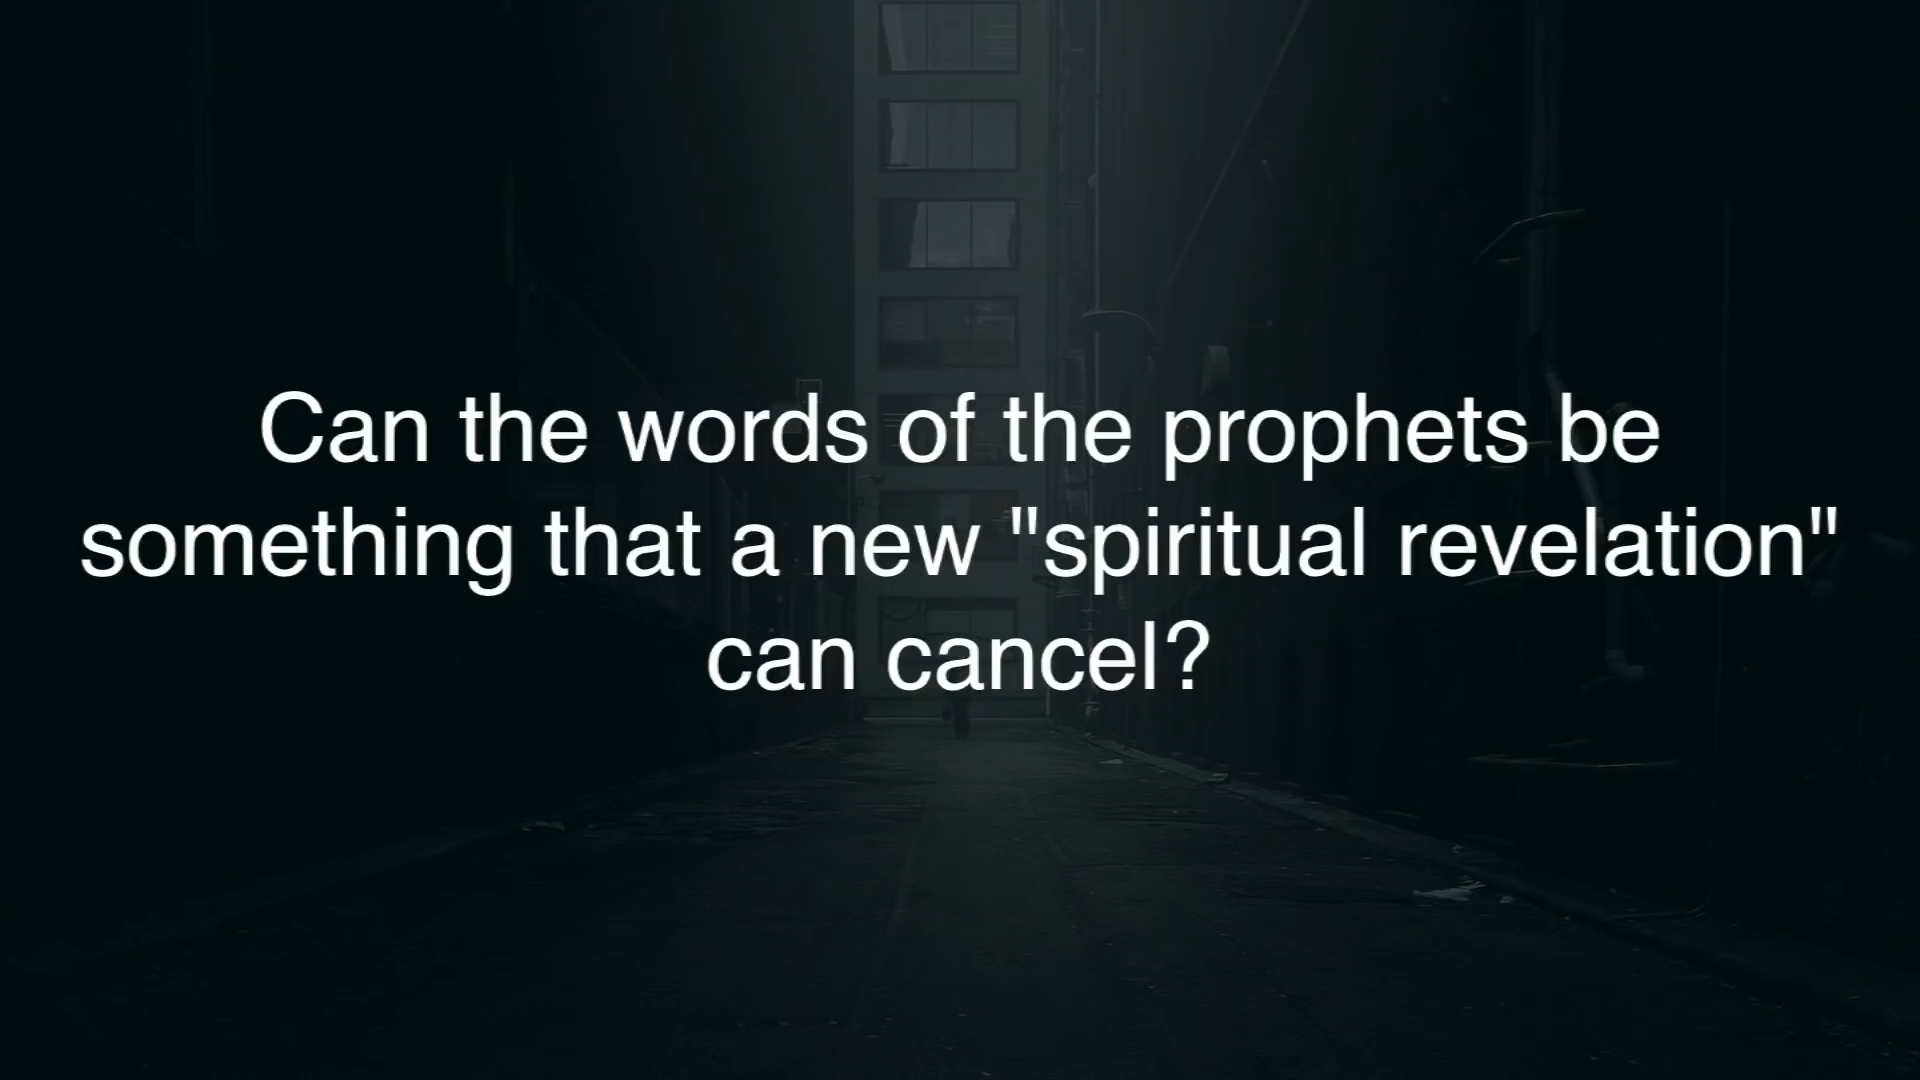 Can the words of the prophets be
something that a new "spiritual revelation"
can cancel?